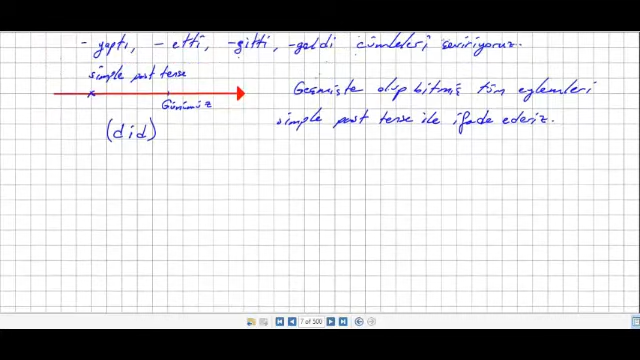 - yaptı, - etti, - gitti, - geldi cümleleri çeviriyoruz.
simple past tense
Günümüz
(did)
Geçmişte olup bitmiş tüm eylemleri
simple past tense ile ifade ederiz.
7 of 500